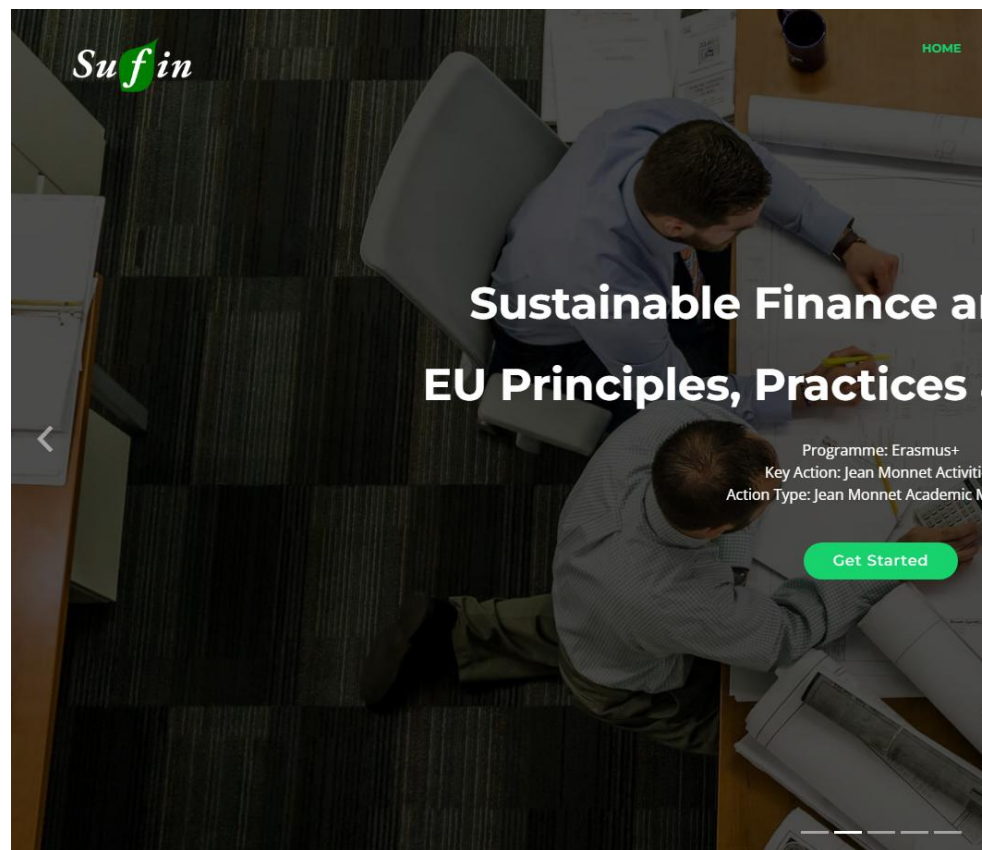 Sufin
HOME
Sustainable Finance
EU Principles, Practices
Programme: Erasmus+
Key Action: Jean Monnet
Action Type: Jean Monnet Academic
Get Started